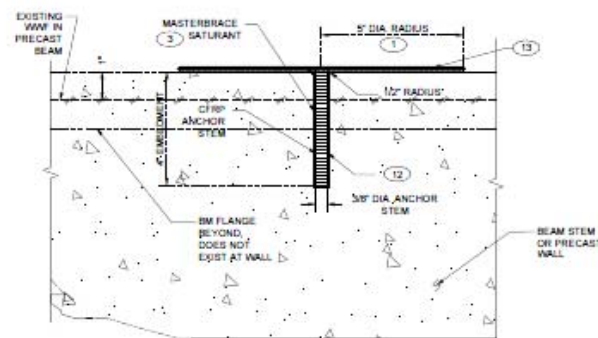 EXISTING
WWF IN
PRECAST
BEAM
MASTERBRACE
SATURANT
3
5" DIA. RADIUS
1
13
1"
1/2" RADIUS
4" EMBEDMENT
CFRP
ANCHOR
STEM
12
3/8" DIA. ANCHOR
STEM
BM FLANGE
BEYOND,
DOES NOT
EXIST AT WALL
BEAM STEM
OR PRECAST
WALL